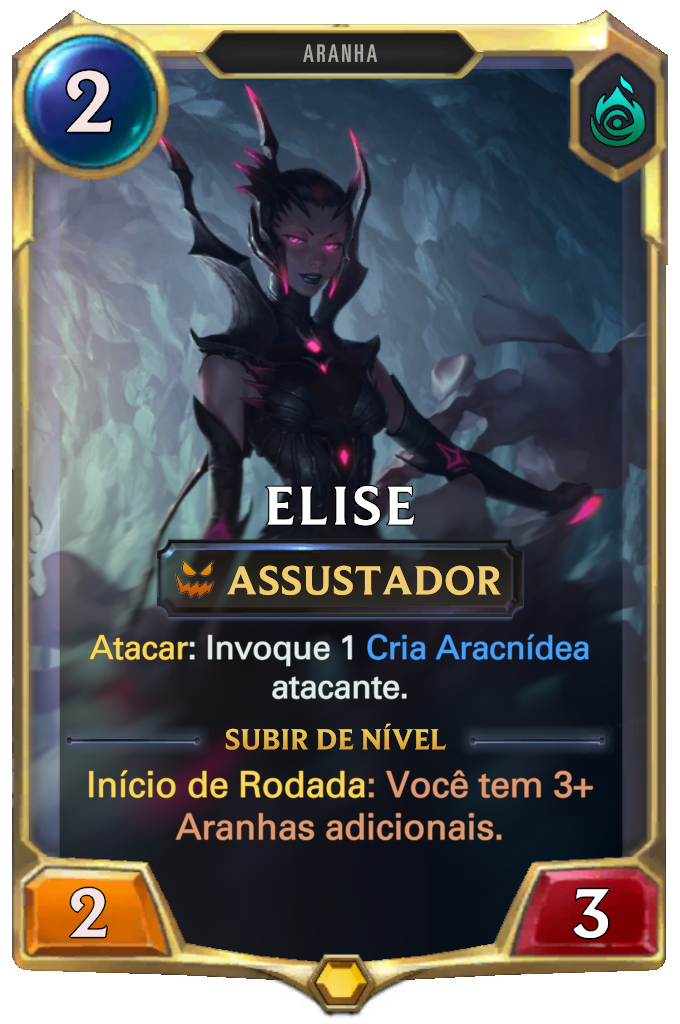 ARANHA
2
ELISE
ASSUSTADOR
Atacar: Invoque 1 Cria Aracnídea
atacante.
SUBIR DE NÍVEL
Início de Rodada: Você tem 3+
Aranhas adicionais.
2
3